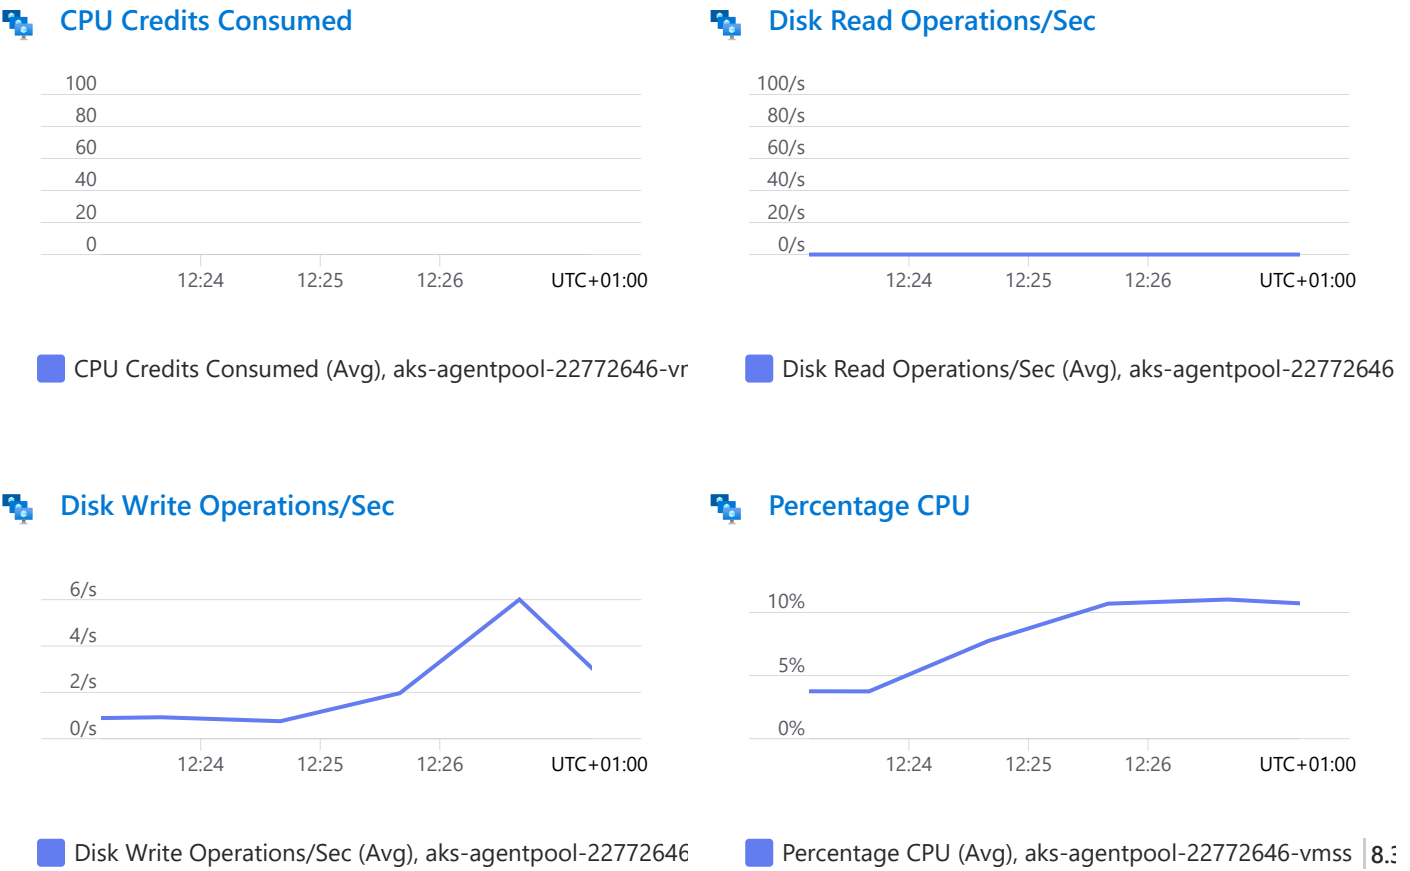 CPU Credits Consumed
100
80
60
40
20
0
12:24 12:25 12:26 UTC+01:00
CPU Credits Consumed (Avg), aks-agentpool-22772646-
Disk Read Operations/Sec
100/s
80/s
60/s
40/s
20/s
0/s
12:24 12:25 12:26 UTC+01:00
Disk Read Operations/Sec (Avg), aks-agentpool-22772646
Disk Write Operations/Sec
6/s
4/s
2/s
0/s
12:24 12:25 12:26 UTC+01:00
Disk Write Operations/Sec (Avg), aks-agentpool-22772646
Percentage CPU
10%
5%
0%
12:24 12:25 12:26 UTC+01:00
Percentage CPU (Avg), aks-agentpool-22772646-vmss